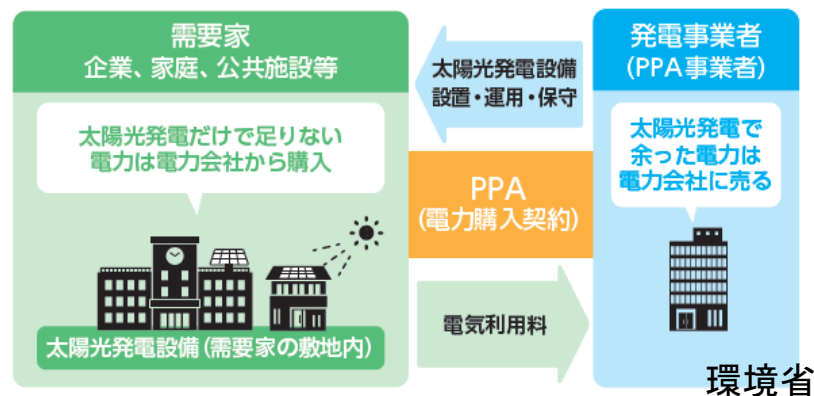 需要家
企業、家庭、公共施設等
太陽光発電だけで足りない
電力は電力会社から購入
太陽光発電設備(需要家の敷地内)
太陽光発電設備
設置・運用・保守
PPA
(電力購入契約)
電気利用料
発電事業者
(PPA事業者)
太陽光発電で
余った電力は
電力会社に売る
環境省